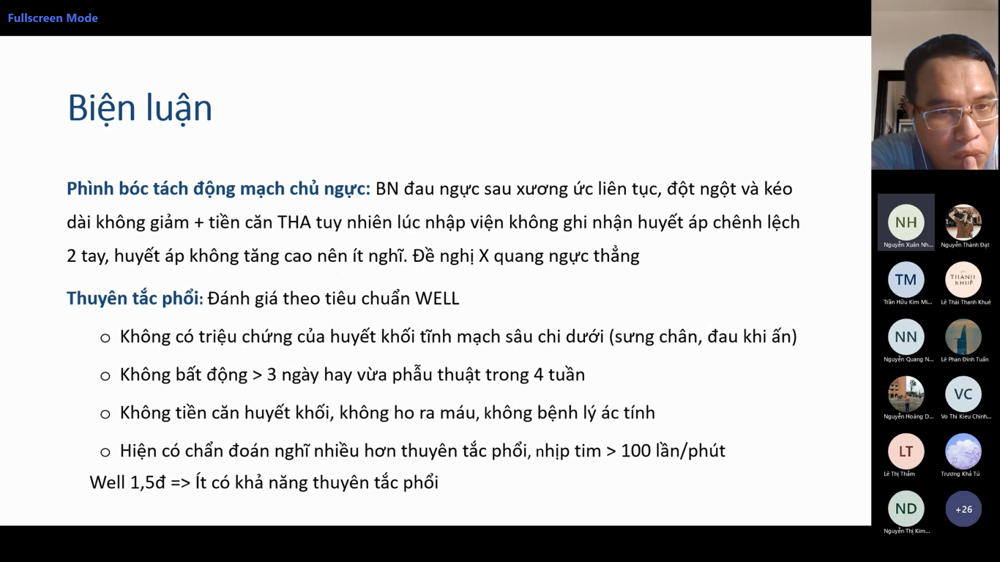 Fullscreen Mode
Biện luận
Phình bóc tách động mạch chủ ngực: BN đau ngực sau xương ức liên tục, đột ngột và kéo
dài không giảm + tiền căn THA tuy nhiên lúc nhập viện không ghi nhận huyết áp chênh lệch
2 tay, huyết áp không tăng cao nên ít nghĩ. Đề nghị X quang ngực thẳng
Thuyên tắc phổi: Đánh giá theo tiêu chuẩn WELL
o Không có triệu chứng của huyết khối tĩnh mạch sâu chi dưới (sưng chân, đau khi ấn)
o Không bất động > 3 ngày hay vừa phẫu thuật trong 4 tuần
o Không tiền căn huyết khối, không ho ra máu, không bệnh lý ác tính
o Hiện có chẩn đoán nghĩ nhiều hơn thuyên tắc phổi, nhịp tim > 100 lần/phút
Well 1,5đ => Ít có khả năng thuyên tắc phổi
NH
Nguyễn Xuân Nh...
Nguyễn Thành Đạt
TM
Trần Hữu Kim Mi...
THANH
KHUÊ
Lê Thái Thanh Khuê
NN
Nguyễn Quang N...
Lê Phan Đình Tuấn
Nguyễn Hoàng D...
VC
Vo Thi Kieu Chinh...
LT
Lê Thị Thắm
Trương Khả Tú
ND
Nguyễn Thị Kim...
+26